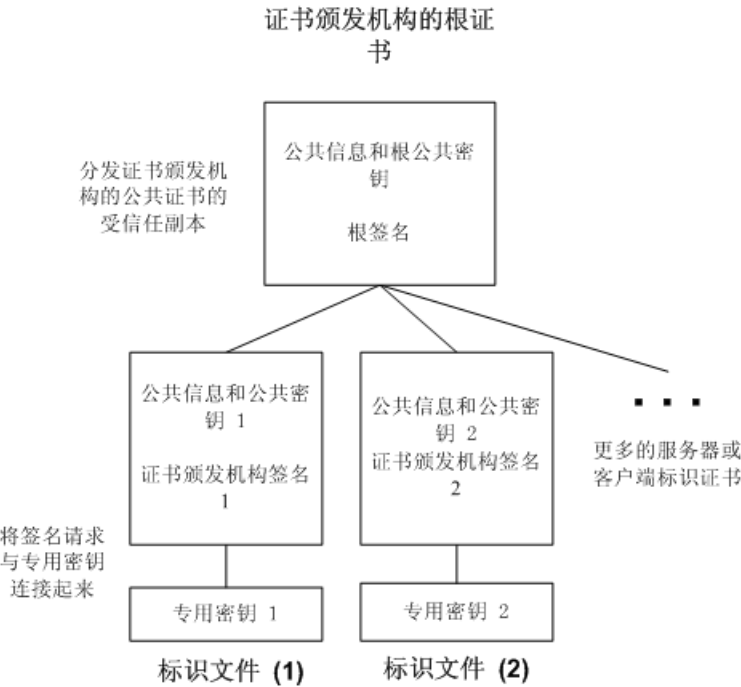 证书颁发机构的根证
书
公共信息和根公共密
钥
根签名
分发证书颁发机
构的公共证书的
受信任副本
公共信息和公共密
钥 1
证书颁发机构签名
1
公共信息和公共密
钥 2
证书颁发机构签名
2
更多的服务器或
客户端标识证书
将签名请求
与专用密钥
连接起来
专用密钥 1
专用密钥 2
标识文件 (1)
标识文件 (2)